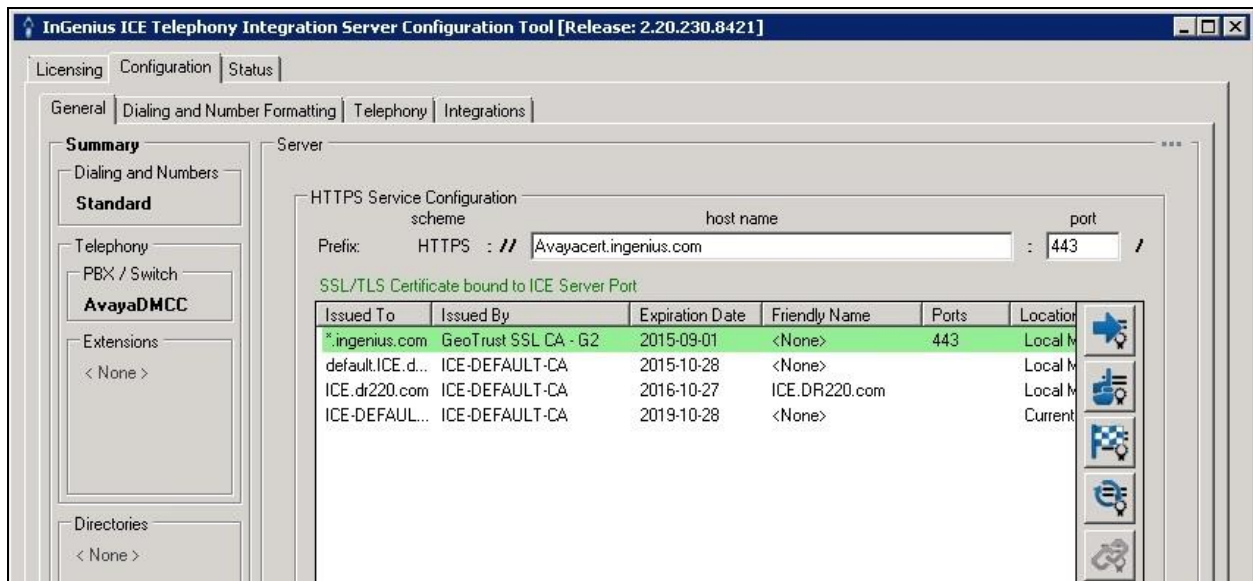 InGenius ICE Telephony Integration Server Configuration Tool [Release: 2.20.230.8421]
Licensing Configuration Status
General Dialing and Number Formatting Telephony Integrations
Summary
Dialing and Numbers
Standard
Telephony
PBX / Switch
AvayaDMCC
Extensions
< None >
Directories
< None >
Server
HTTPS Service Configuration
scheme host name port
Prefix: HTTPS : // Avayacert.ingenius.com : 443 /
SSL/TLS Certificate bound to ICE Server Port
Issued To Issued By Expiration Date Friendly Name Ports Location
*.ingenius.com GeoTrust SSL CA - G2 2015-09-01 <None> 443 Local M
default.ICE.d... ICE-DEFAULT-CA 2015-10-28 <None> Local M
ICE.dr220.com ICE-DEFAULT-CA 2016-10-27 ICE.DR220.com Local M
ICE-DEFAUL... ICE-DEFAULT-CA 2019-10-28 <None> Current